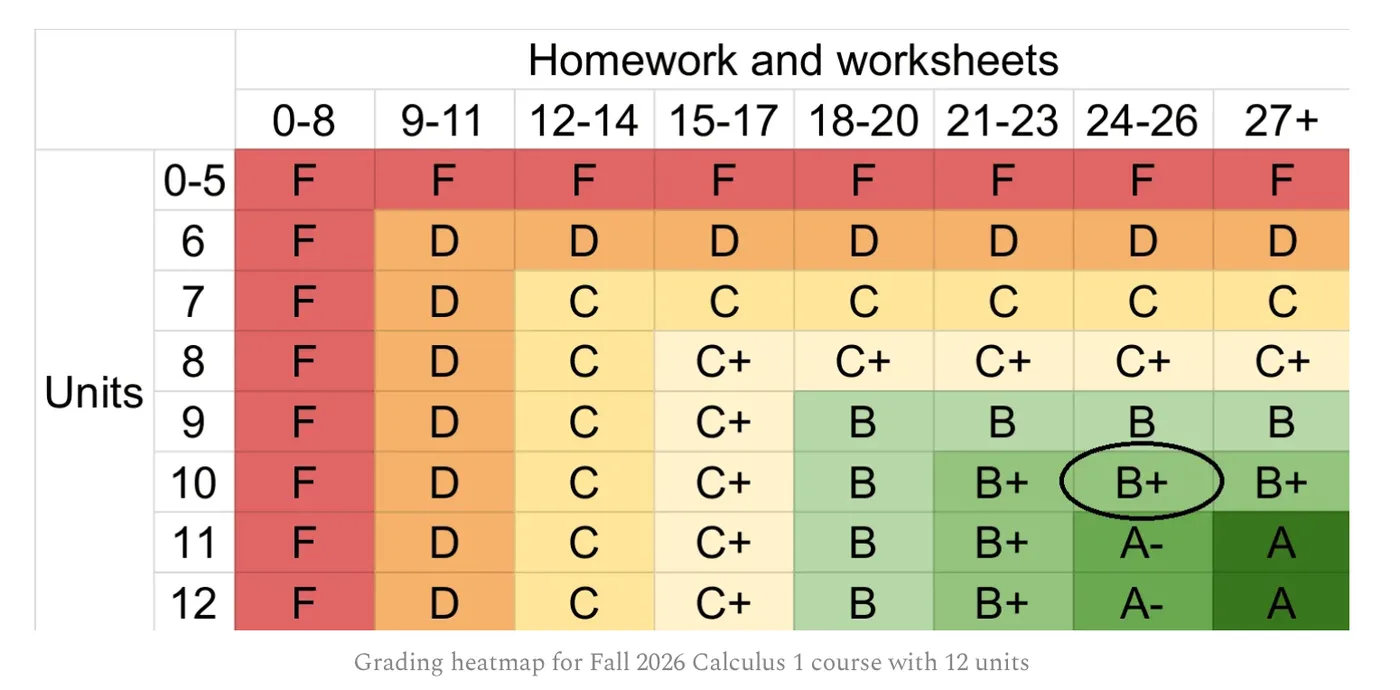 Homework and worksheets
0-8 9-11 12-14 15-17 18-20 21-23 24-26 27+
0-5 F F F F F F F F
6 F D D D D D D D
7 F D C C C C C C
8 F D C C+ C+ C+ C+ C+
Units
9 F D C C+ B B B B
10 F D C C+ B B+ B+ B+
11 F D C C+ B B+ A- A
12 F D C C+ B B+ A- A
Grading heatmap for Fall 2026 Calculus 1 course with 12 units